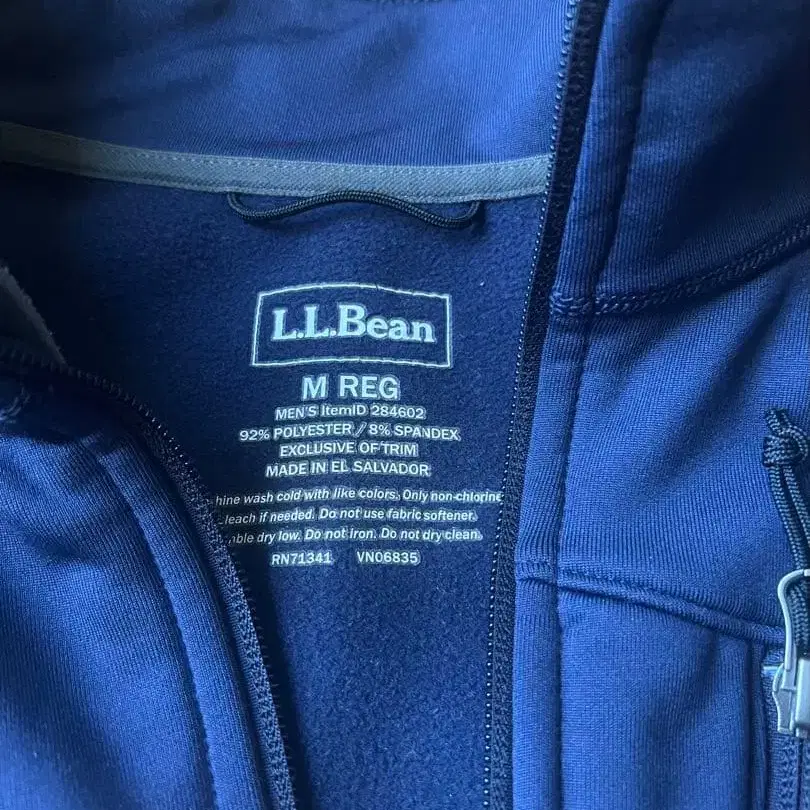 L.L.Bean
M REG
MEN'S ItemID 284602
92% POLYESTER / 8% SPANDEX
EXCLUSIVE OF TRIM
MADE IN EL SALVADOR
hine wash cold with like colors. Only non-chlorine
leach if needed. Do not use fabric softener.
ble dry low. Do not iron. Do not dry clean.
RN71341 VN06835